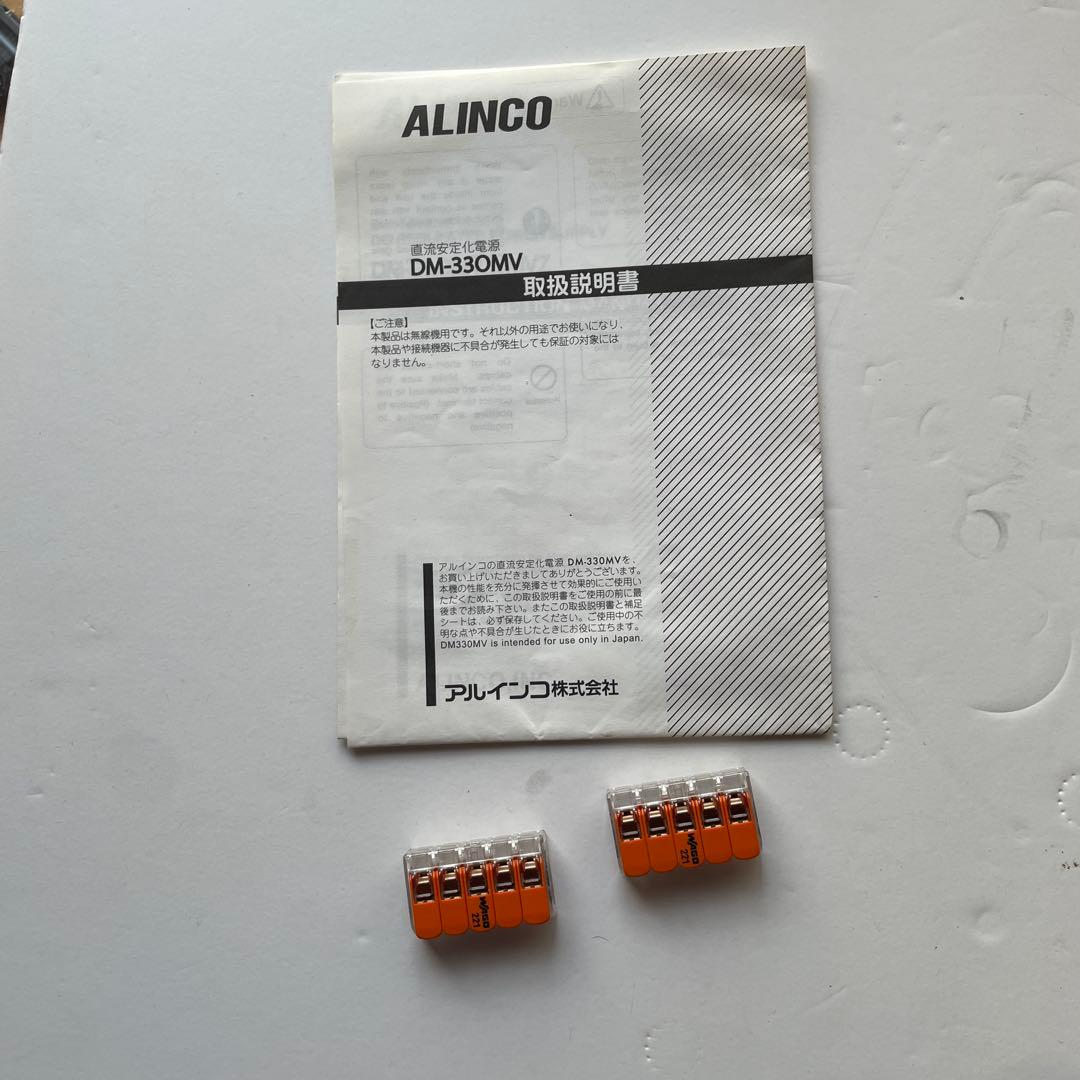 ALINCO
直流安定化電源
DM-330MV
取扱説明書
【ご注意】
本製品は無線機用です。それ以外の用途でお使いになり、
本製品や接続機器に不具合が発生しても保証の対象には
なりません。
アルインコの直流安定化電源 DM-330MVを、
お買い上げいただきましてありがとうございます。
本機の性能を充分に発揮させて効果的にご使用い
ただくために、この取扱説明書をご使用の前に最
後までお読み下さい。またこの取扱説明書と補足
シートは、必ず保存してください。ご使用中の不
明な点や不具合が生じたときにお役に立ちます。
DM330MV is intended for use only in Japan.
アルインコ株式会社
WAGO
221
WAGO
221